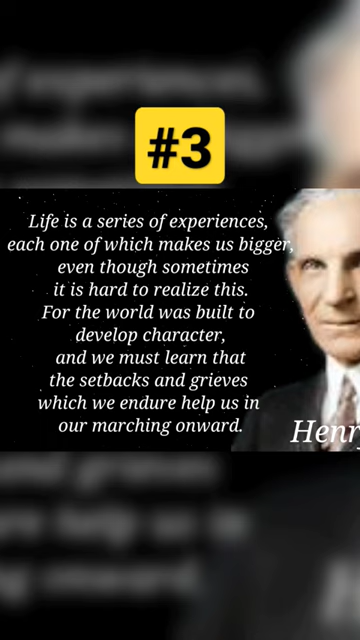 #3
Life is a series of experiences,
each one of which makes us bigger,
even though sometimes
it is hard to realize this.
For the world was built to
develop character,
and we must learn that
the setbacks and grieves
which we endure help us in
our marching onward.
Henry